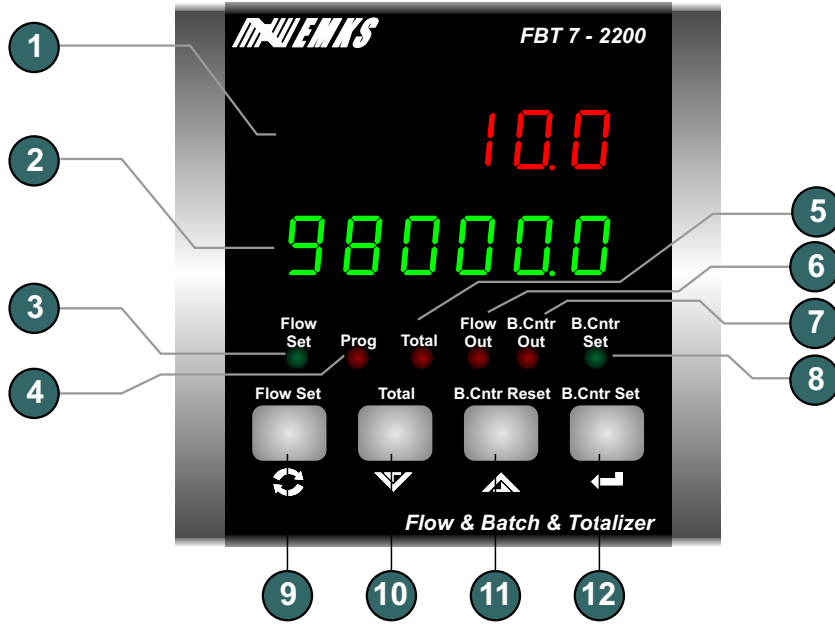 EMKS
FBT 7 - 2200
1
10.0
2
98000.0
5
6
7
8
3
4
Flow Set
Prog
Total
Flow Out
B.Cntr Out
B.Cntr Set
Flow Set
Total
B.Cntr Reset
B.Cntr Set
Flow & Batch & Totalizer
9
10
11
12